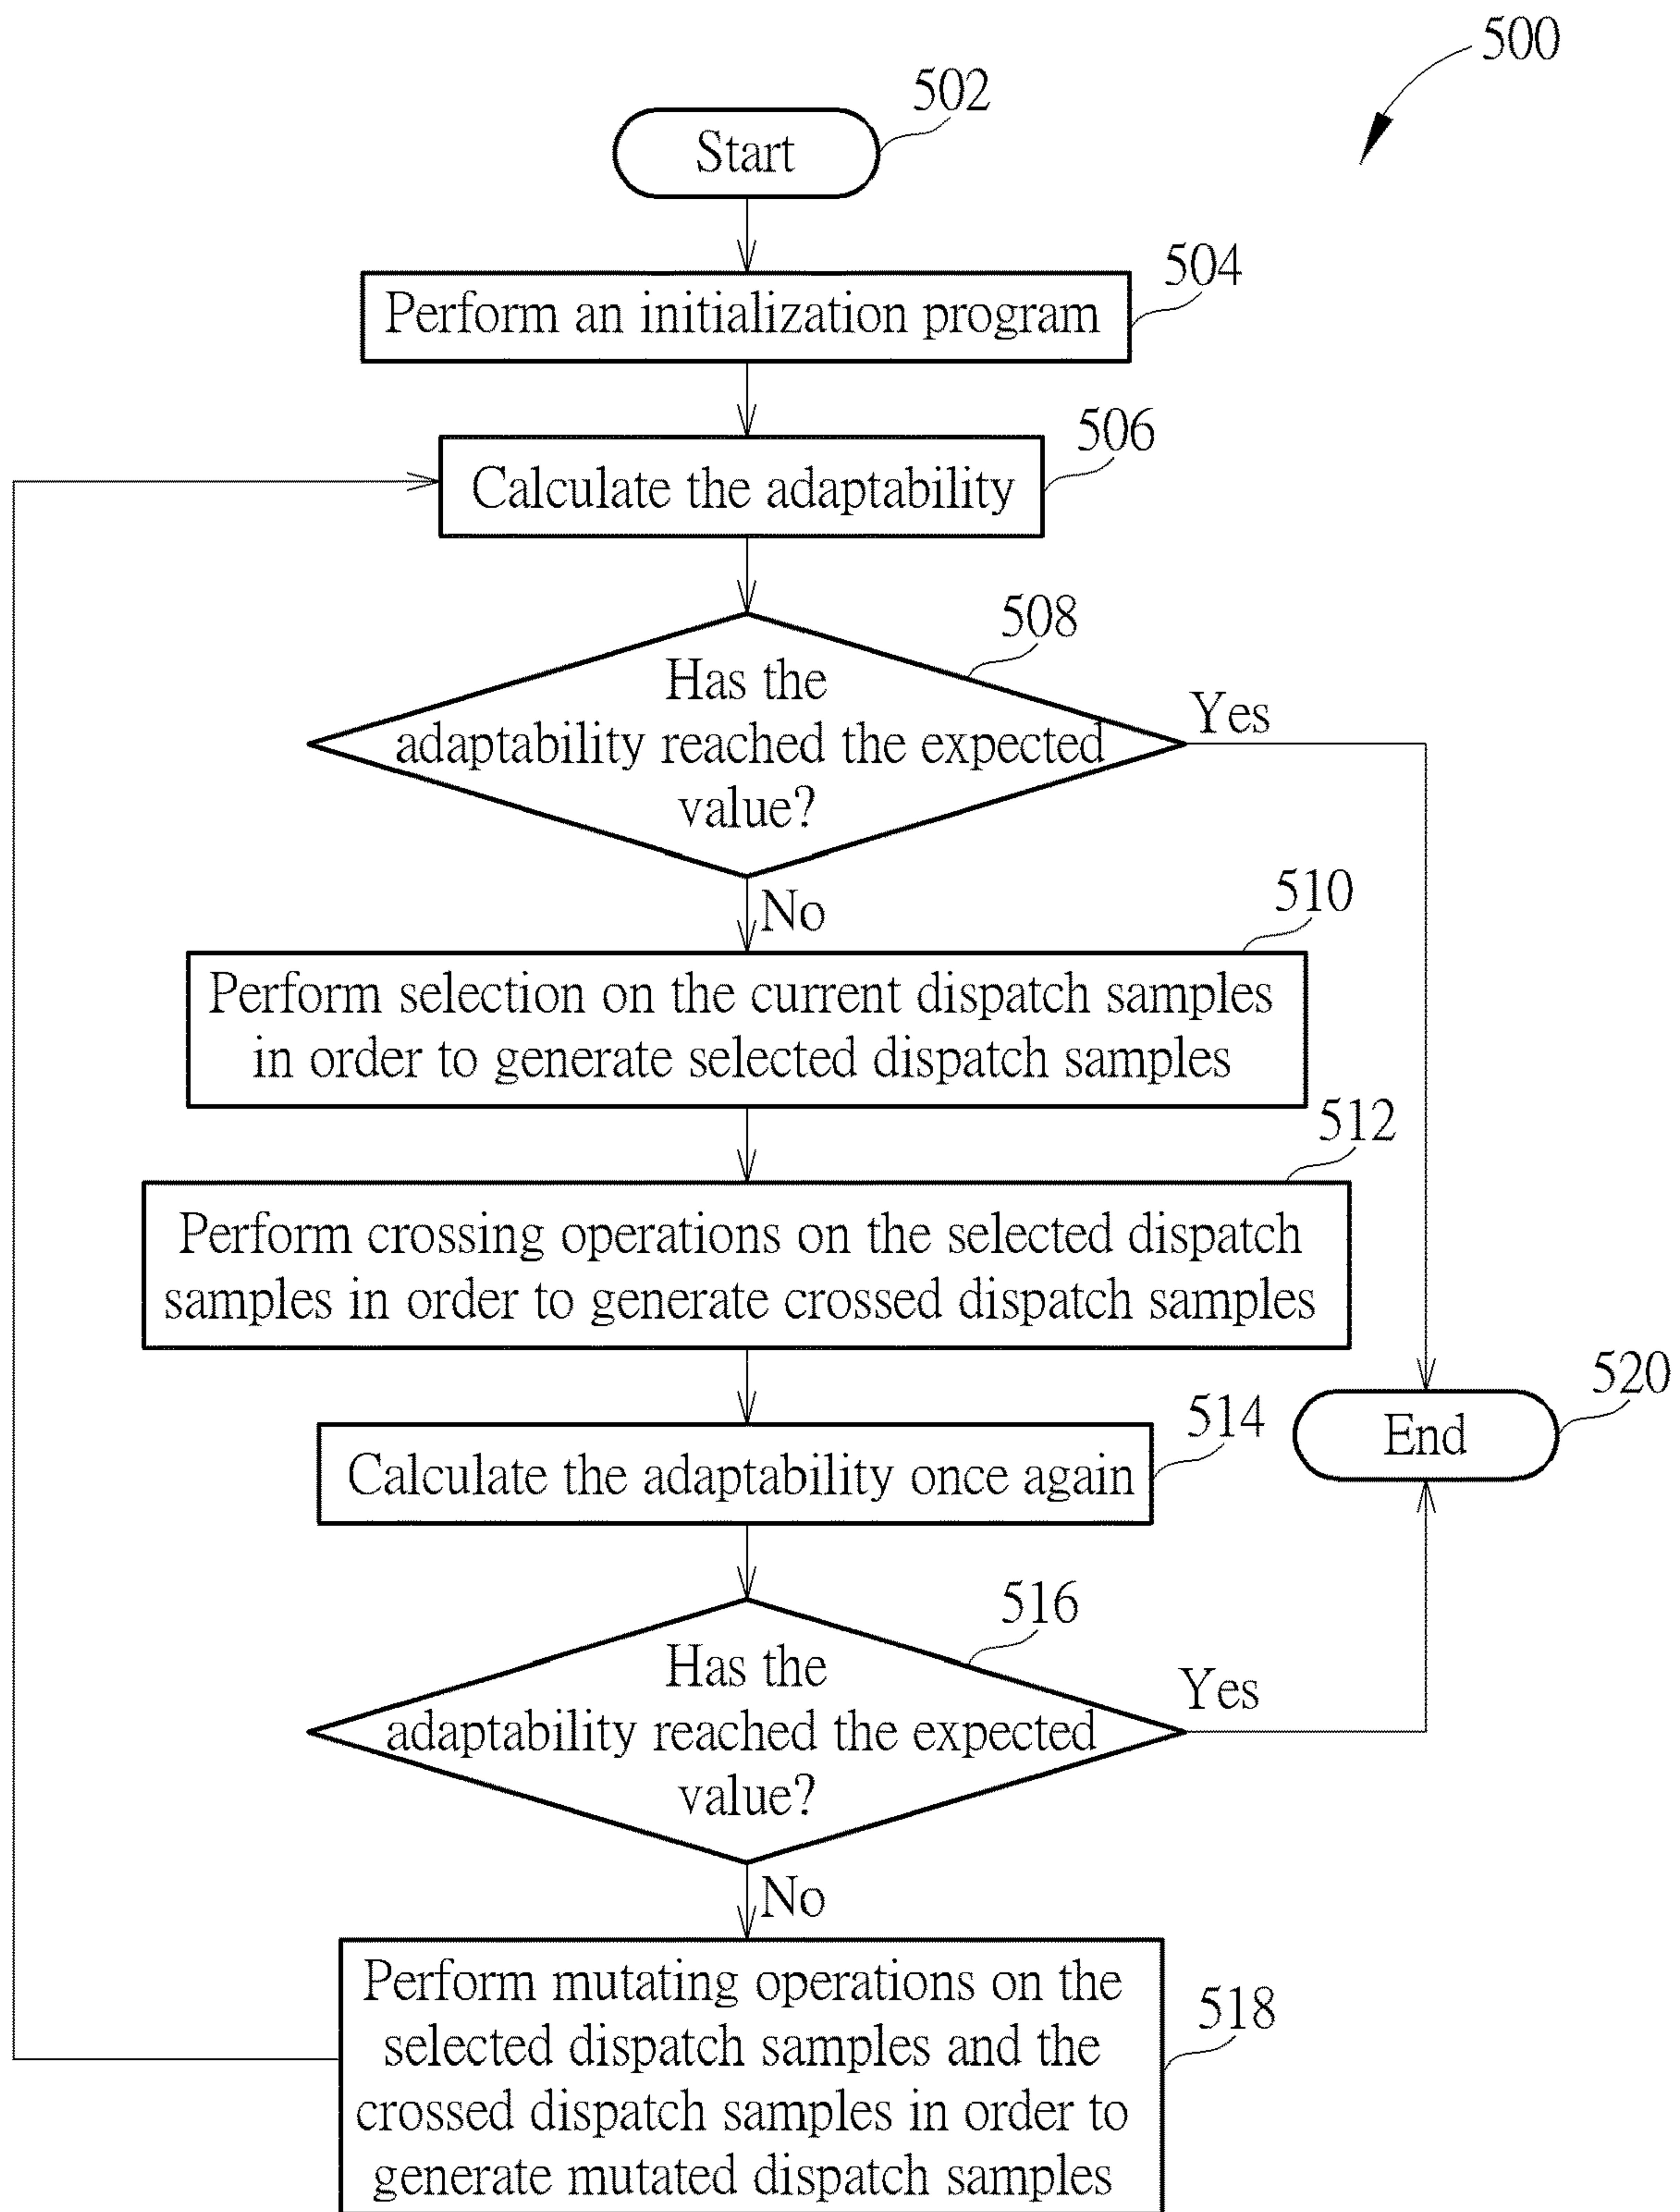 500
502
Start
504
Perform an initialization program
506
Calculate the adaptability
508
Has the
adaptability reached the expected
value?
Yes
No
510
Perform selection on the current dispatch samples
in order to generate selected dispatch samples
512
Perform crossing operations on the selected dispatch
samples in order to generate crossed dispatch samples
514
Calculate the adaptability once again
520
End
516
Has the
adaptability reached the expected
value?
Yes
No
518
Perform mutating operations on the
selected dispatch samples and the
crossed dispatch samples in order to
generate mutated dispatch samples